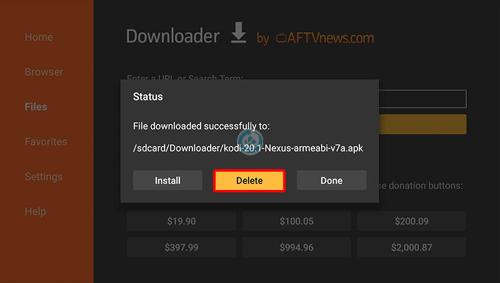 Home
Browser
Files
Favorites
Settings
Help
Downloader by AFTVnews.com
Enter a URL or Search Term:
Status
File downloaded successfully to:
/sdcard/Downloader/kodi-20.1-Nexus-armeabi-v7a.apk
Install
Delete
Done
e donation buttons:
$19.90
$100.05
$200.09
$397.99
$994.96
$2,000.87